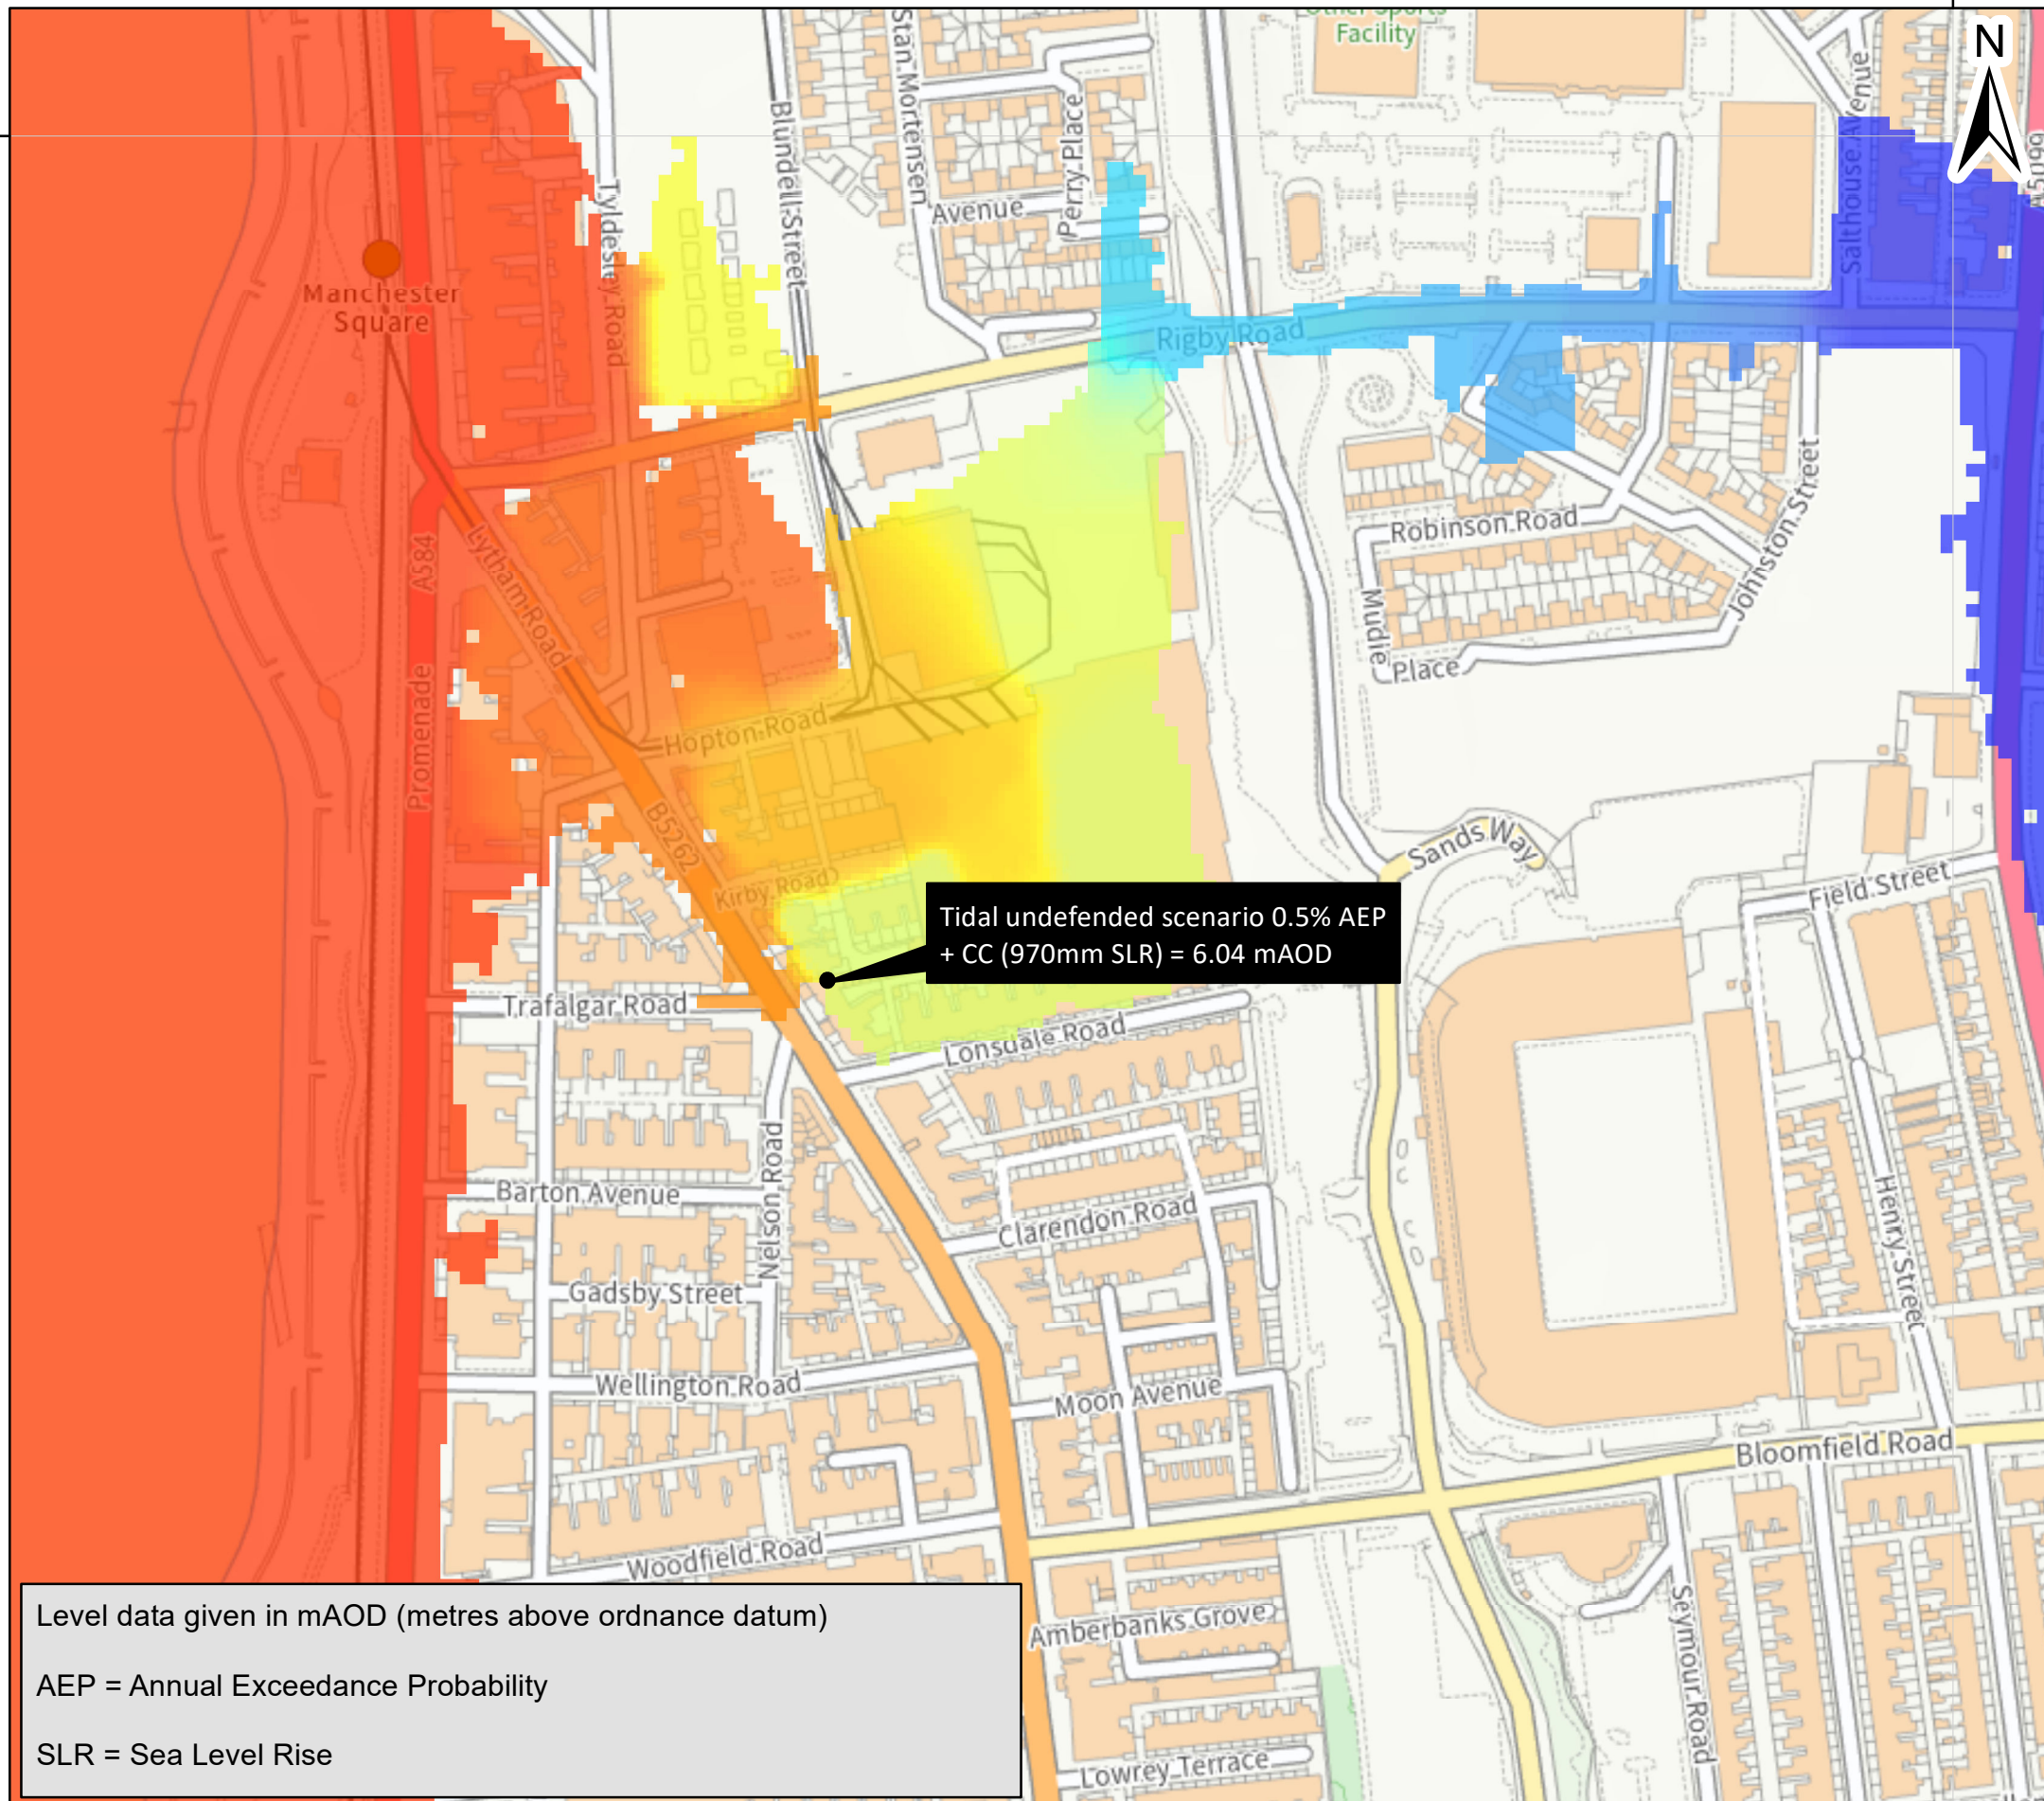 Other Sports
Facility
N
Stan Mortensen
Avenue
Blundell Street
Perry Place
Salthouse Avenue
Tyldesley Road
Manchester
Square
Rigby Road
A584
Lytham Road
Promenade
Hopton Road
B5262
Kirby Road
Robinson Road
Johnston Street
Mudie
Place
Sands Way
Field Street
Tidal undefended scenario 0.5% AEP
+ CC (970mm SLR) = 6.04 mAOD
Trafalgar Road
Lonsdale Road
Barton Avenue
Nelson Road
Clarendon Road
Henry Street
Gadsby Street
Wellington Road
Moon Avenue
Bloomfield Road
Woodfield Road
Amberbanks Grove
Seymour Road
Lowrey Terrace
Level data given in mAOD (metres above ordnance datum)
AEP = Annual Exceedance Probability
SLR = Sea Level Rise